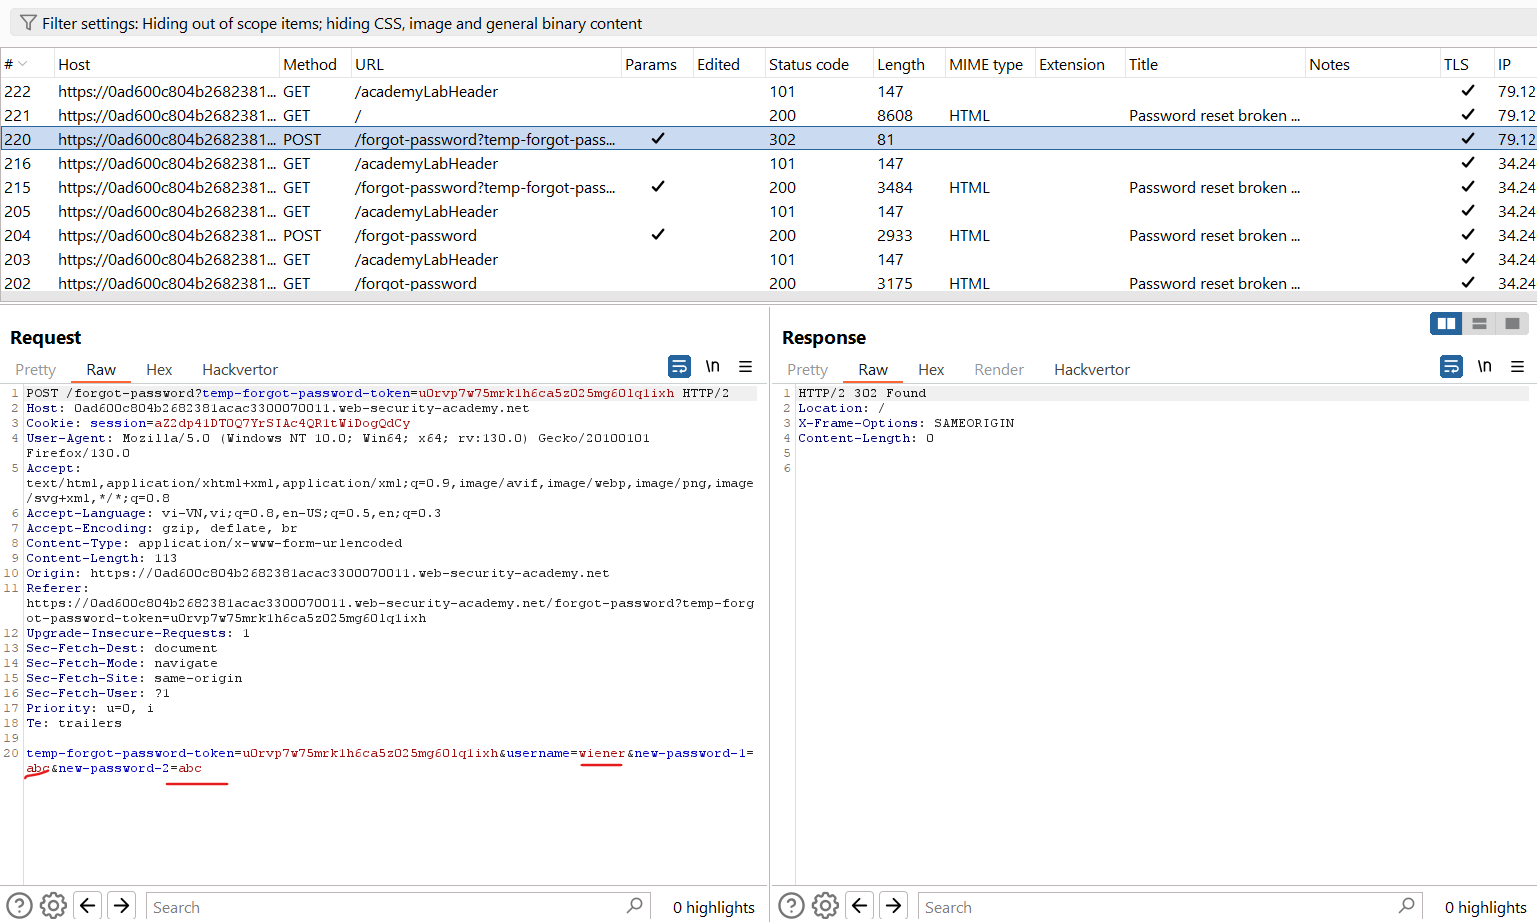 Filter settings: Hiding out of scope items; hiding CSS, image and general binary content
# Host Method URL Params Edited Status code Length MIME type Extension Title Notes TLS IP
222 https://0ad600c804b2682381... GET /academyLabHeader 101 147 ✓ 79.12
221 https://0ad600c804b2682381... GET / 200 8608 HTML Password reset broken ... ✓ 79.12
220 https://0ad600c804b2682381... POST /forgot-password?temp-forgot-pass... ✓ 302 81 ✓ 79.12
216 https://0ad600c804b2682381... GET /academyLabHeader 101 147 ✓ 34.24
215 https://0ad600c804b2682381... GET /forgot-password?temp-forgot-pass... ✓ 200 3484 HTML Password reset broken ... ✓ 34.24
205 https://0ad600c804b2682381... GET /academyLabHeader 101 147 ✓ 34.24
204 https://0ad600c804b2682381... POST /forgot-password ✓ 200 2933 HTML Password reset broken ... ✓ 34.24
203 https://0ad600c804b2682381... GET /academyLabHeader 101 147 ✓ 34.24
202 https://0ad600c804b2682381... GET /forgot-password 200 3175 HTML Password reset broken ... ✓ 34.24
Request
Pretty Raw Hex Hackvertor \n
1 POST /forgot-password?temp-forgot-password-token=u0rvp7w75mrk1h6ca5z025mg60lq1ixh HTTP/2
2 Host: 0ad600c804b2682381acac3300070011.web-security-academy.net
3 Cookie: session=aZ2dp41DT0Q7YrSIAc4QR1tWiDogQdCy
4 User-Agent: Mozilla/5.0 (Windows NT 10.0; Win64; x64; rv:130.0) Gecko/20100101
Firefox/130.0
5 Accept:
text/html,application/xhtml+xml,application/xml;q=0.9,image/avif,image/webp,image/png,image
/svg+xml,*/*;q=0.8
6 Accept-Language: vi-VN,vi;q=0.8,en-US;q=0.5,en;q=0.3
7 Accept-Encoding: gzip, deflate, br
8 Content-Type: application/x-www-form-urlencoded
9 Content-Length: 113
10 Origin: https://0ad600c804b2682381acac3300070011.web-security-academy.net
11 Referer:
https://0ad600c804b2682381acac3300070011.web-security-academy.net/forgot-password?temp-forg
ot-password-token=u0rvp7w75mrk1h6ca5z025mg60lq1ixh
12 Upgrade-Insecure-Requests: 1
13 Sec-Fetch-Dest: document
14 Sec-Fetch-Mode: navigate
15 Sec-Fetch-Site: same-origin
16 Sec-Fetch-User: ?1
17 Priority: u=0, i
18 Te: trailers
19
20 temp-forgot-password-token=u0rvp7w75mrk1h6ca5z025mg60lq1ixh&username=wiener&new-password-1=
abc&new-password-2=abc
Search 0 highlights
Response
Pretty Raw Hex Render Hackvertor \n
1 HTTP/2 302 Found
2 Location: /
3 X-Frame-Options: SAMEORIGIN
4 Content-Length: 0
5
6
Search 0 highlights